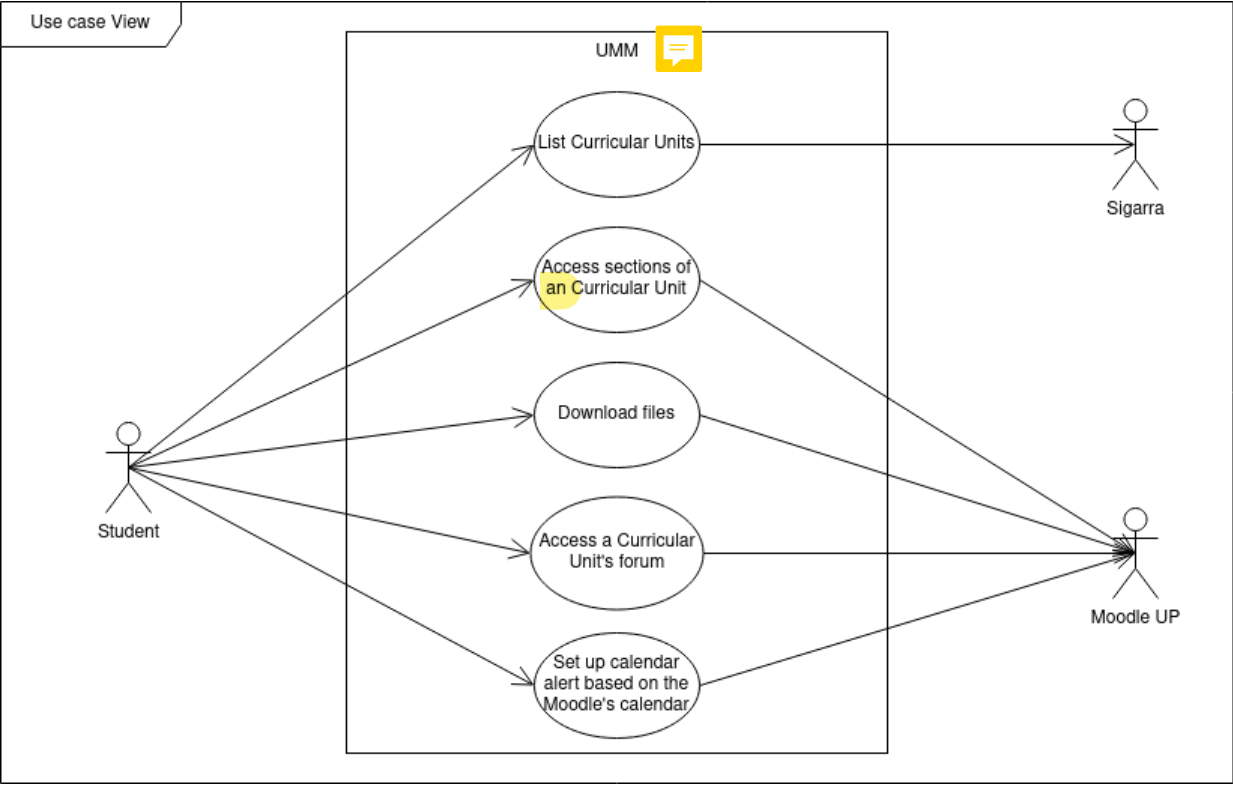 Use case View
UMM
List Curricular Units
Sigarra
Access sections of
an Curricular Unit
Download files
Student
Access a Curricular
Unit's forum
Moodle UP
Set up calendar
alert based on the
Moodle's calendar